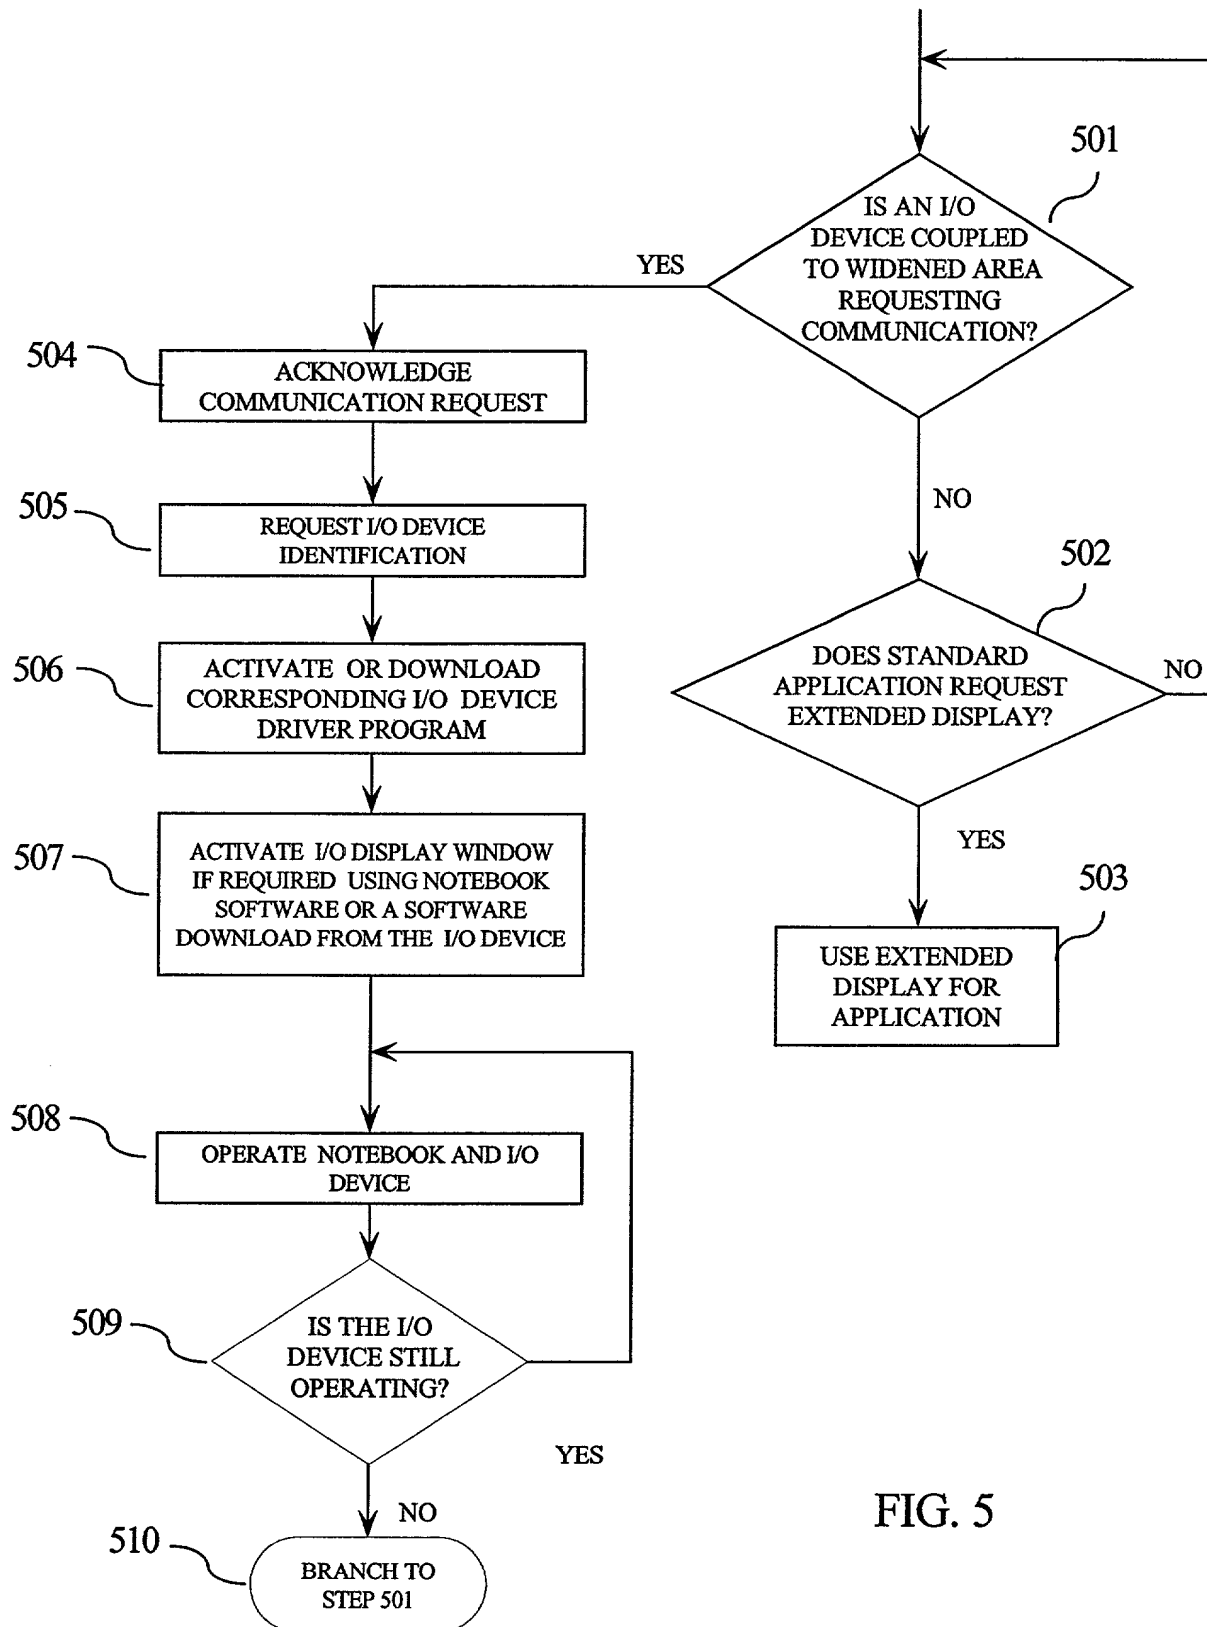 501
IS AN I/O
DEVICE COUPLED
TO WIDENED AREA
REQUESTING
COMMUNICATION?
YES
NO
504
ACKNOWLEDGE
COMMUNICATION REQUEST
505
REQUEST I/O DEVICE
IDENTIFICATION
502
DOES STANDARD
APPLICATION REQUEST
EXTENDED DISPLAY?
NO
YES
506
ACTIVATE OR DOWNLOAD
CORRESPONDING I/O DEVICE
DRIVER PROGRAM
507
ACTIVATE I/O DISPLAY WINDOW
IF REQUIRED USING NOTEBOOK
SOFTWARE OR A SOFTWARE
DOWNLOAD FROM THE I/O DEVICE
503
USE EXTENDED
DISPLAY FOR
APPLICATION
508
OPERATE NOTEBOOK AND I/O
DEVICE
509
IS THE I/O
DEVICE STILL
OPERATING?
YES
NO
510
BRANCH TO
STEP 501
FIG. 5